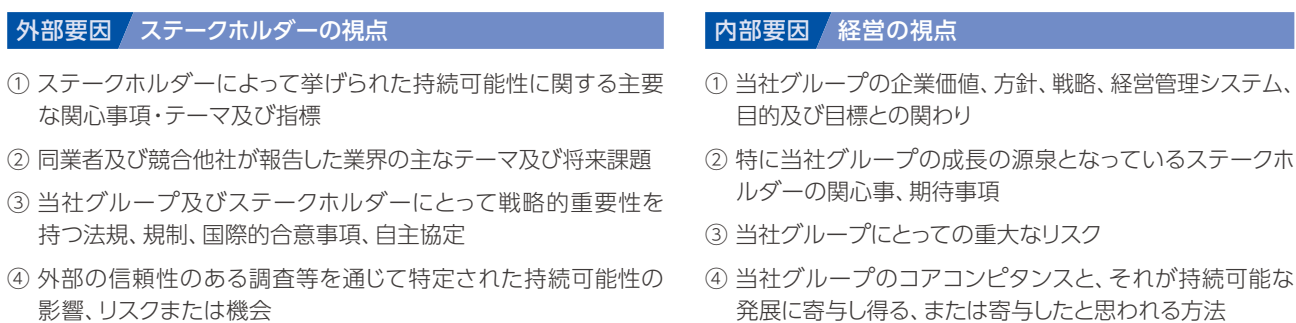 外部要因 ステークホルダーの視点
① ステークホルダーによって挙げられた持続可能性に関する主要
な関心事項・テーマ及び指標
② 同業者及び競合他社が報告した業界の主なテーマ及び将来課題
③ 当社グループ及びステークホルダーにとって戦略的重要性を
持つ法規、規制、国際的合意事項、自主協定
④ 外部の信頼性のある調査等を通じて特定された持続可能性の
影響、リスクまたは機会
内部要因 経営の視点
① 当社グループの企業価値、方針、戦略、経営管理システム、
目的及び目標との関わり
② 特に当社グループの成長の源泉となっているステークホ
ルダーの関心事、期待事項
③ 当社グループにとっての重大なリスク
④ 当社グループのコアコンピタンスと、それが持続可能な
発展に寄与し得る、または寄与したと思われる方法